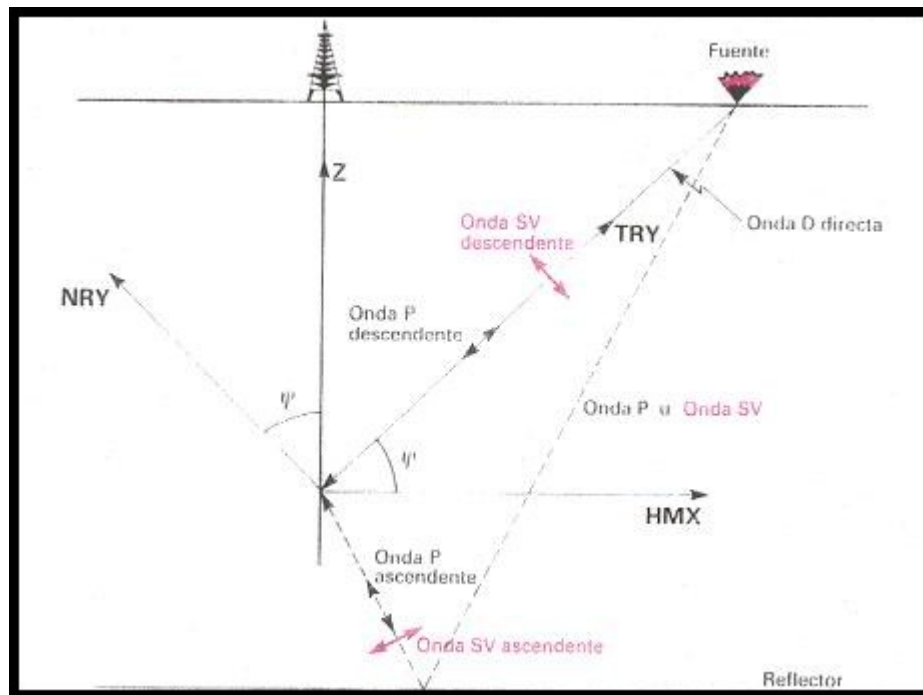 Fuente
Z
Onda SV
descendente
TRY
Onda D directa
NRY
Onda P
descendente
ψ
ψ
Onda P u Onda SV
HMX
Onda P
ascendente
Onda SV ascendente
Reflector